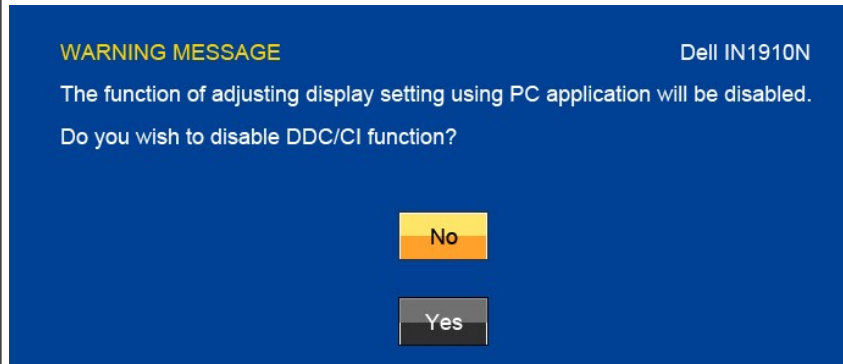 WARNING MESSAGE Dell IN1910N
The function of adjusting display setting using PC application will be disabled.
Do you wish to disable DDC/CI function?
No
Yes